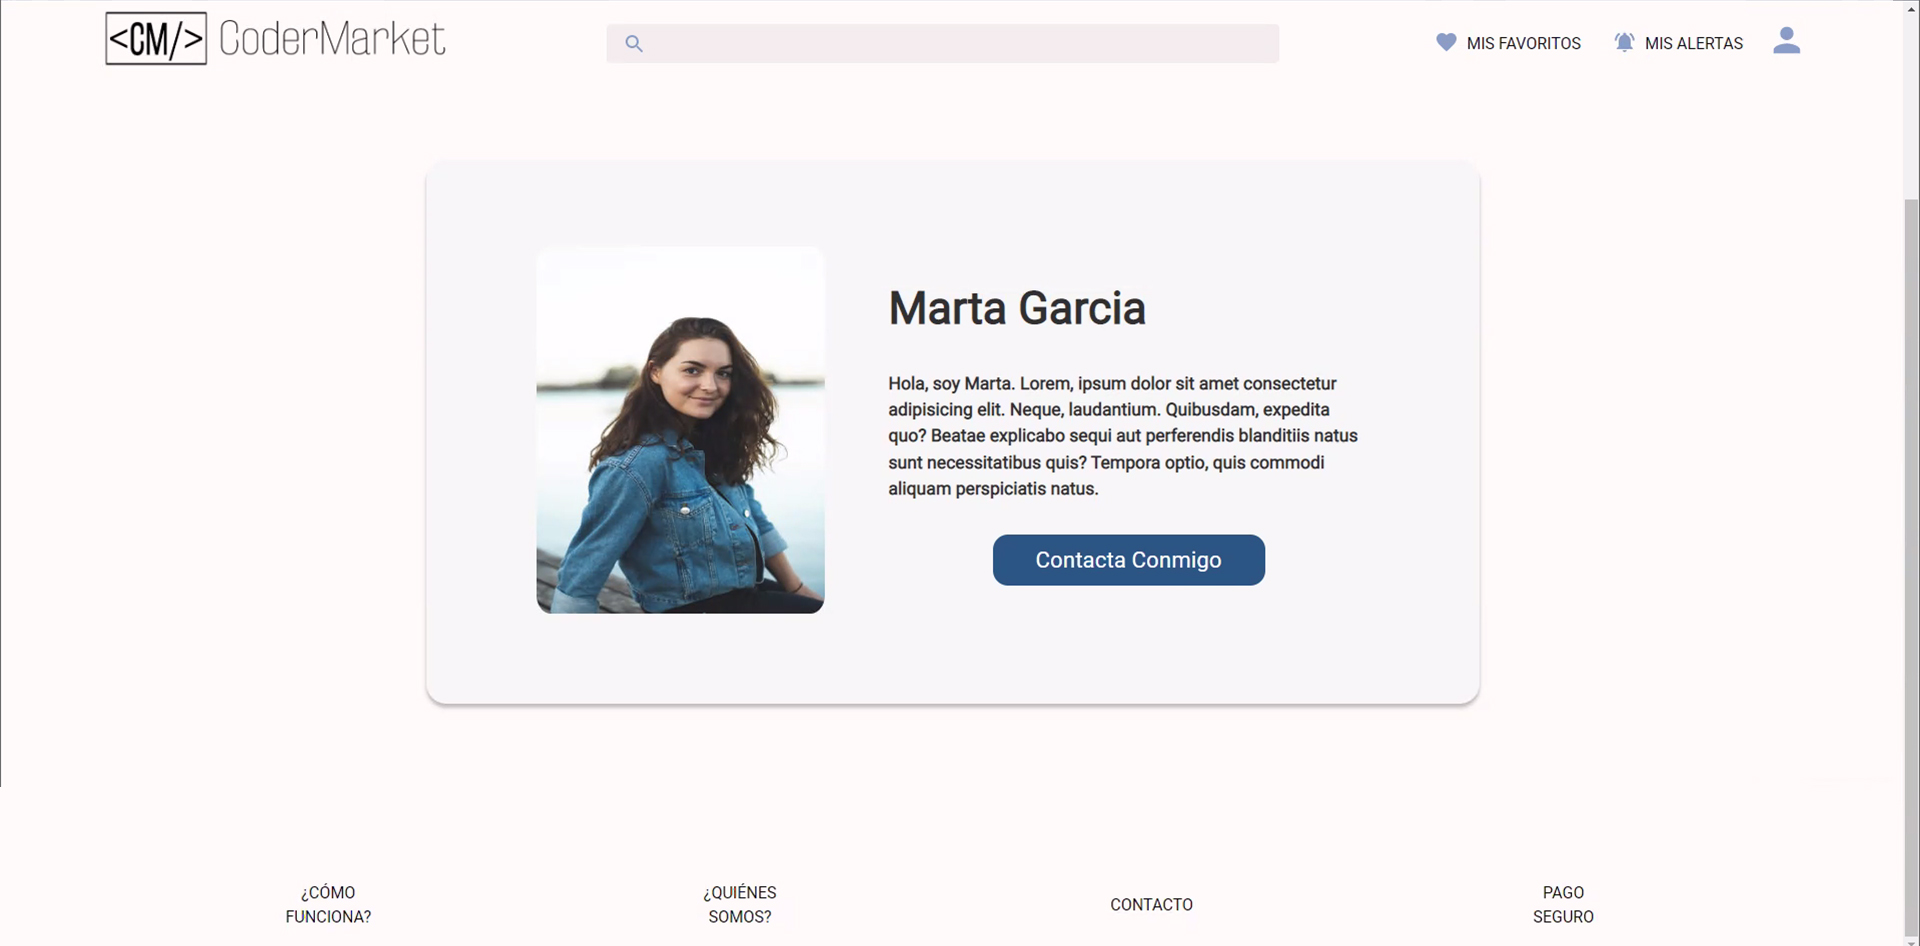 <CM/> CoderMarket
MIS FAVORITOS
MIS ALERTAS
Marta Garcia
Hola, soy Marta. Lorem, ipsum dolor sit amet consectetur
adipisicing elit. Neque, laudantium. Quibusdam, expedita
quo? Beatae explicabo sequi aut perferendis blanditiis natus
sunt necessitatibus quis? Tempora optio, quis commodi
aliquam perspiciatis natus.
Contacta Conmigo
¿CÓMO
FUNCIONA?
¿QUIÉNES
SOMOS?
CONTACTO
PAGO
SEGURO